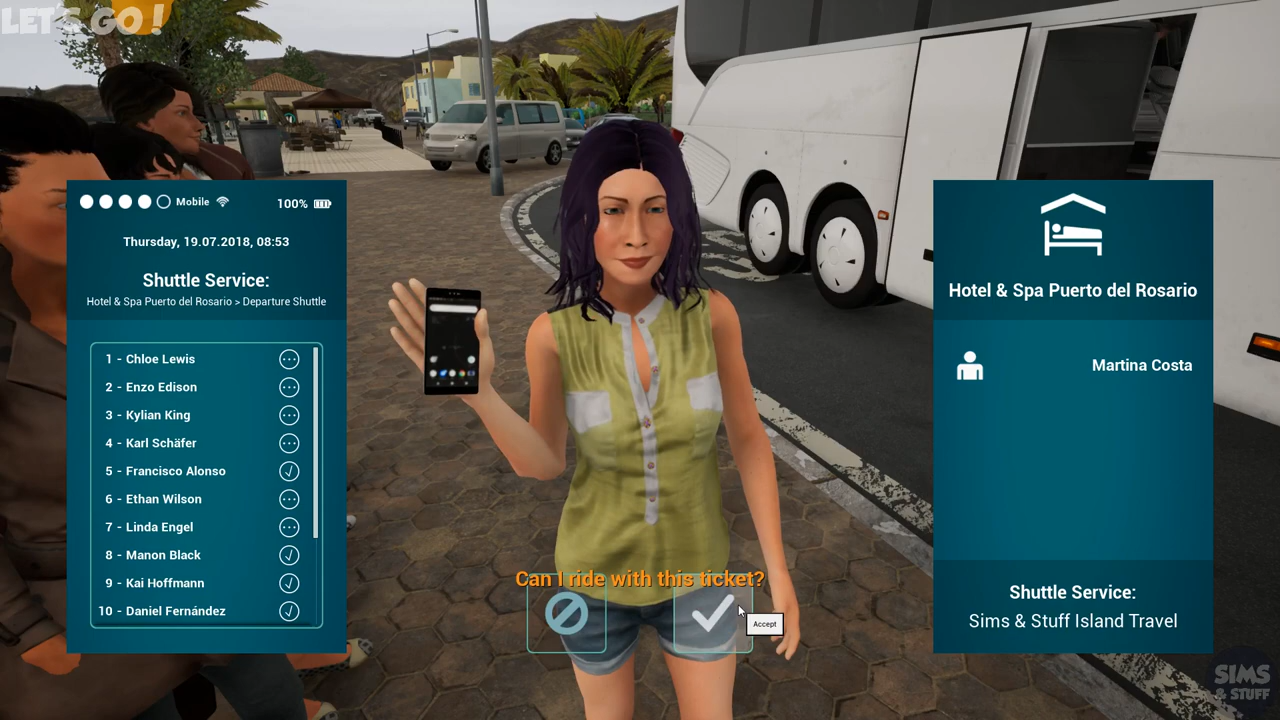 LET'S GO!
Mobile
100%
Thursday, 19.07.2018, 08:53
Shuttle Service:
Hotel & Spa Puerto del Rosario > Departure Shuttle
1 - Chloe Lewis
2 - Enzo Edison
3 - Kylian King
4 - Karl Schäfer
5 - Francisco Alonso
6 - Ethan Wilson
7 - Linda Engel
8 - Manon Black
9 - Kai Hoffmann
10 - Daniel Fernández
Can I ride with this ticket?
Accept
Hotel & Spa Puerto del Rosario
Martina Costa
Shuttle Service:
Sims & Stuff Island Travel
SIMS
& STUFF